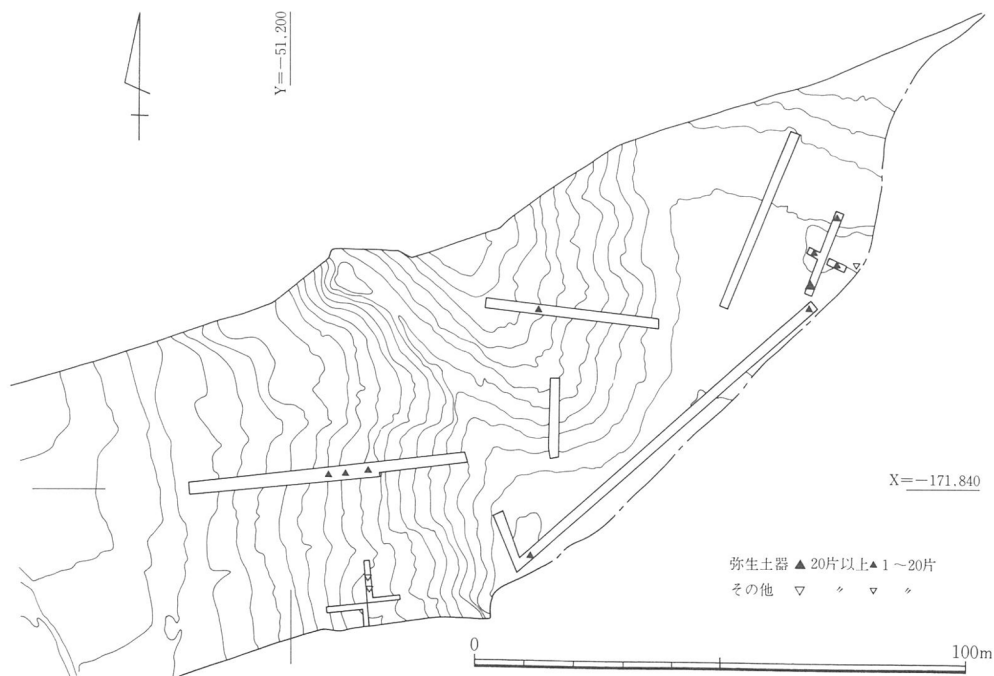 Y=-51.200
X=-171.840
弥生土器 ▲ 20片以上 ▲ 1～20片
その他 ▽ 〃 ▽ 〃
0 100m